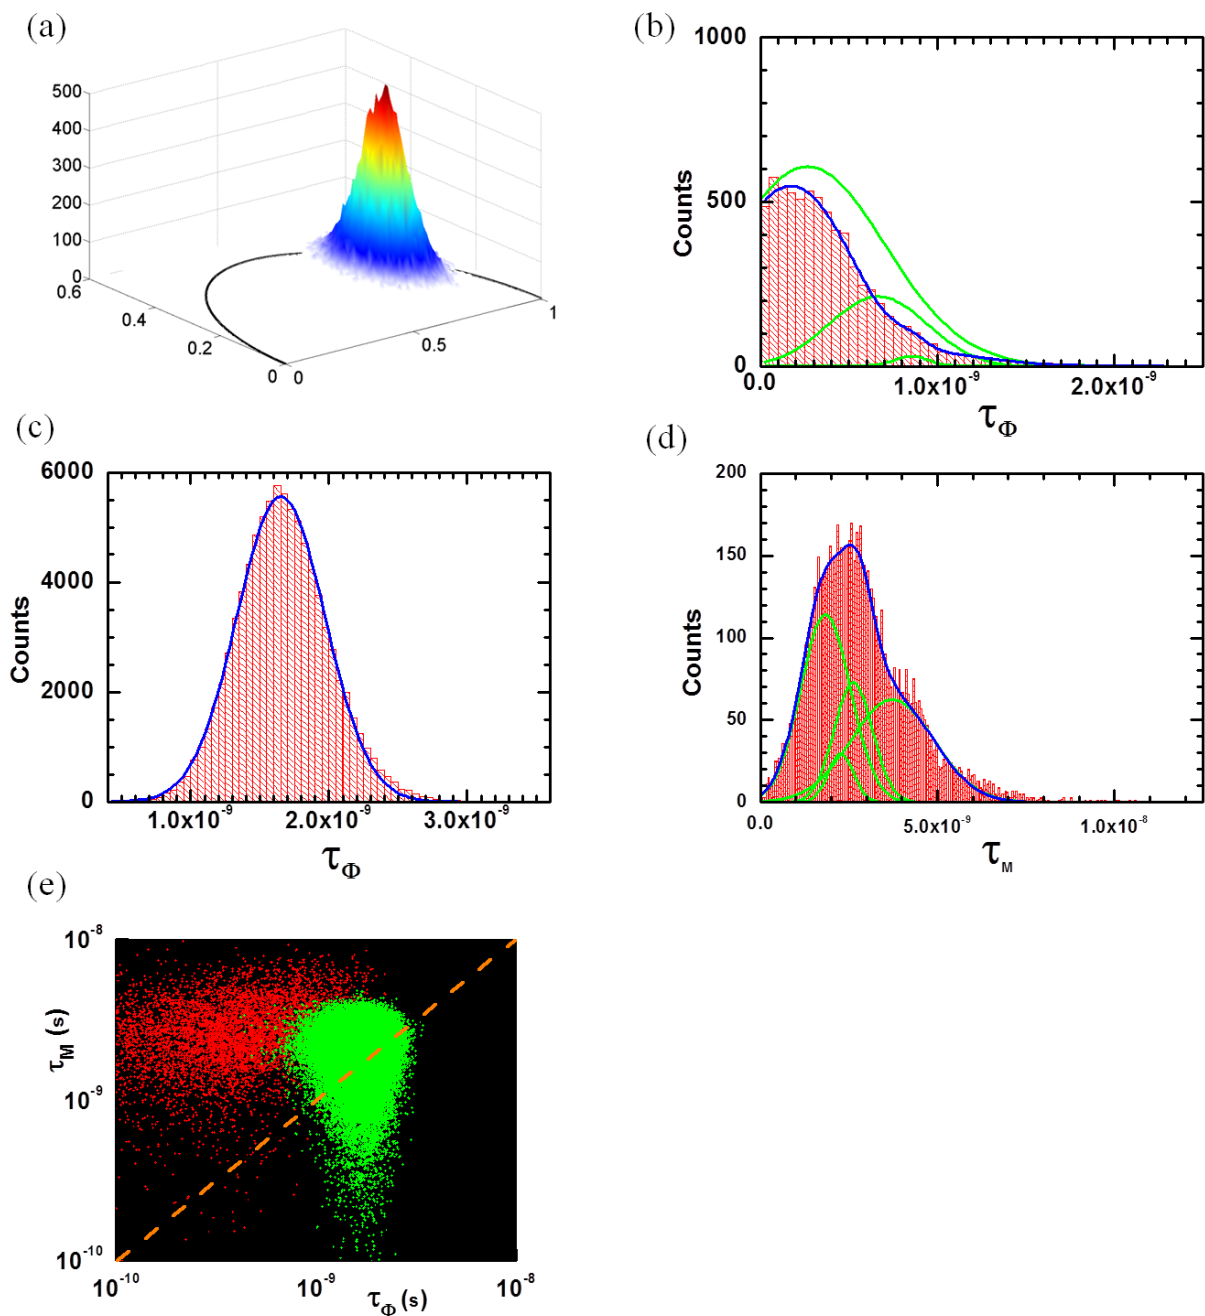 (a)
500
400
300
200
100
0
0.6
0.4
0.2
0
0
0.5
1
(b)
1000
500
0
Counts
0.0
1.0x10⁻⁹
2.0x10⁻⁹
τΦ
(c)
6000
4000
2000
0
Counts
1.0x10⁻⁹
2.0x10⁻⁹
3.0x10⁻⁹
τΦ
(d)
200
150
100
50
0
Counts
0.0
5.0x10⁻⁹
1.0x10⁻⁸
τM
(e)
10⁻⁸
10⁻⁹
10⁻¹⁰
τM (s)
10⁻¹⁰
10⁻⁹
10⁻⁸
τΦ (s)